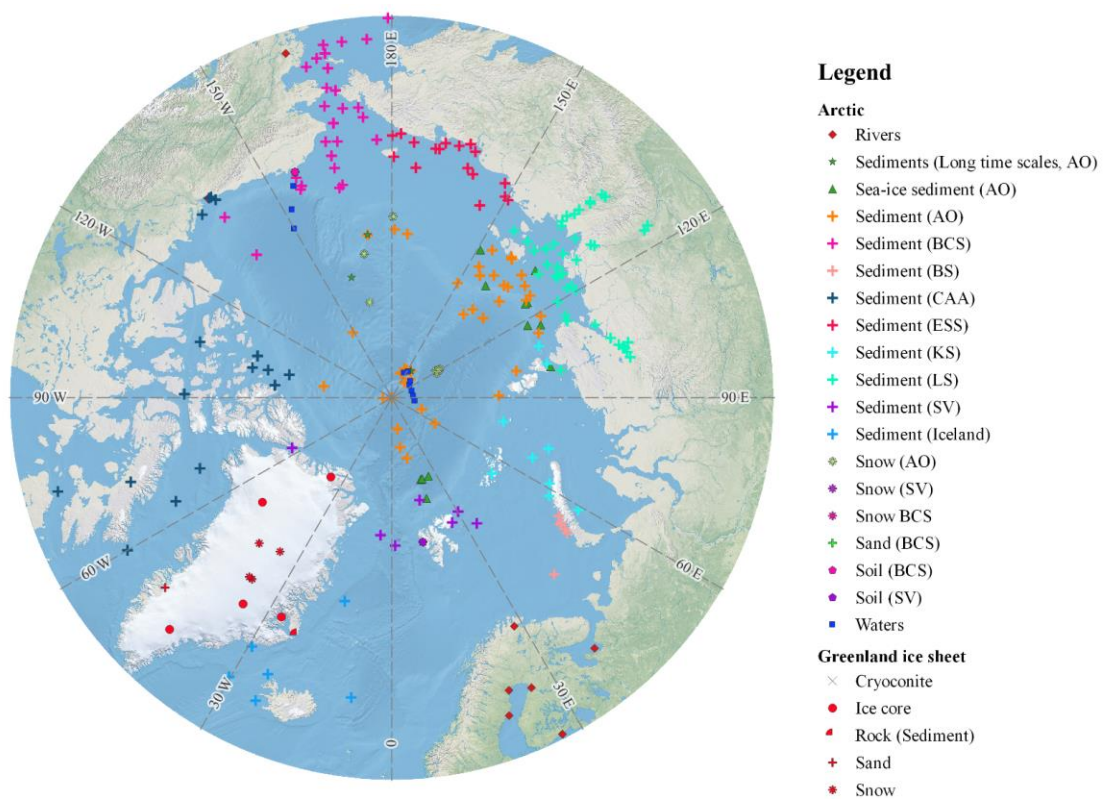 180 E
150 W
150 E
120 W
120 E
90 W
90 E
60 W
60 E
30 W
30 E
0
Legend
Arctic
Rivers
Sediments (Long time scales, AO)
Sea-ice sediment (AO)
Sediment (AO)
Sediment (BCS)
Sediment (BS)
Sediment (CAA)
Sediment (ESS)
Sediment (KS)
Sediment (LS)
Sediment (SV)
Sediment (Iceland)
Snow (AO)
Snow (SV)
Snow BCS
Sand (BCS)
Soil (BCS)
Soil (SV)
Waters
Greenland ice sheet
Cryoconite
Ice core
Rock (Sediment)
Sand
Snow